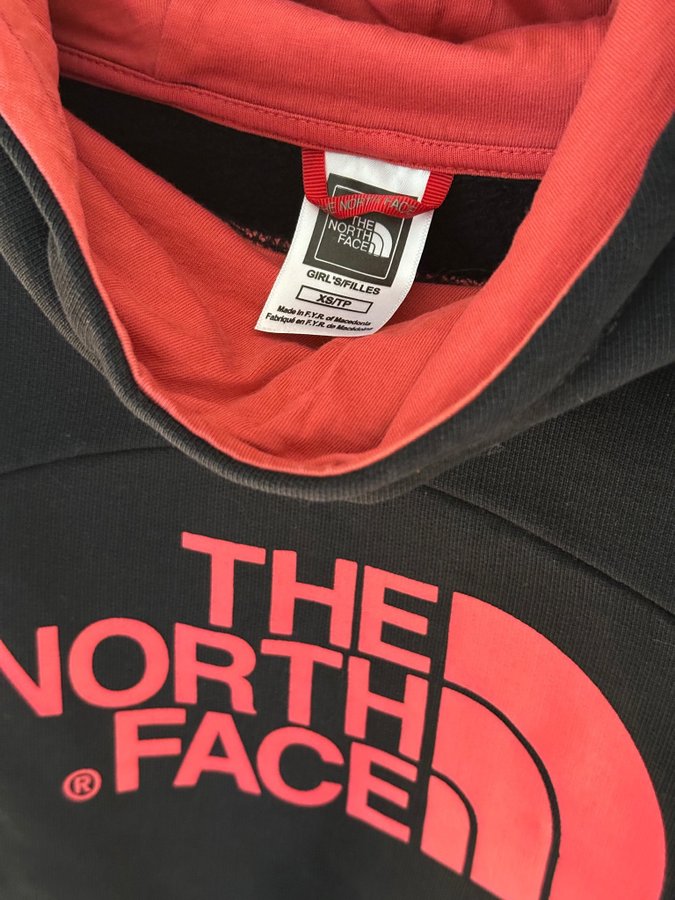 THE NORTH FACE
THE
NORTH
FACE
GIRL'S/FILLES
XS/TP
Made in F.Y.R. of Macedonia
Fabriqué en F.Y.R. de Macédoine
THE
NORTH
FACE
®